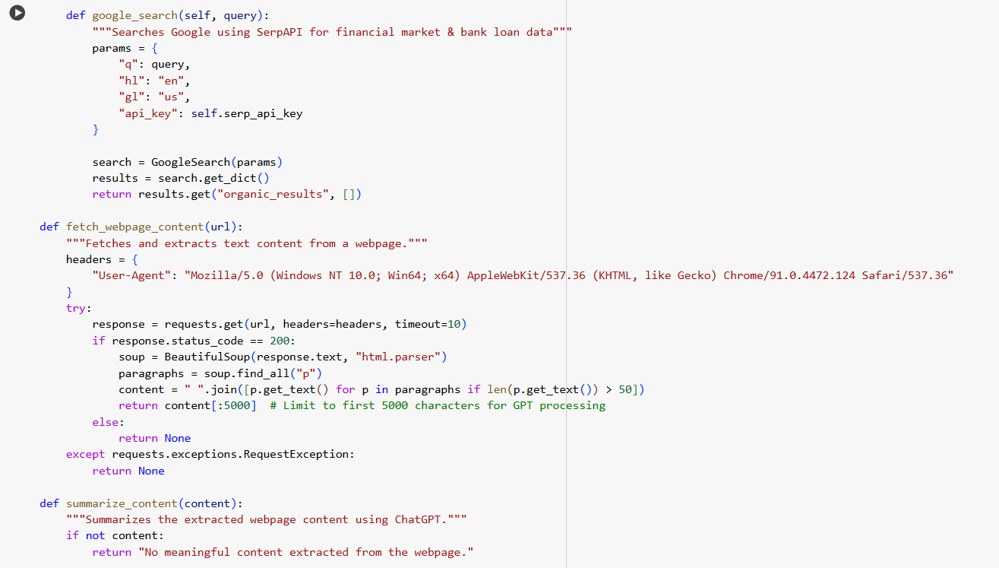 def google_search(self, query):
"""Searches Google using SerpAPI for financial market & bank loan data"""
params = {
"q": query,
"hl": "en",
"gl": "us",
"api_key": self.serp_api_key
}
search = GoogleSearch(params)
results = search.get_dict()
return results.get("organic_results", [])
def fetch_webpage_content(url):
"""Fetches and extracts text content from a webpage."""
headers = {
"User-Agent": "Mozilla/5.0 (Windows NT 10.0; Win64; x64) AppleWebKit/537.36 (KHTML, like Gecko) Chrome/91.0.4472.124 Safari/537.36"
}
try:
response = requests.get(url, headers=headers, timeout=10)
if response.status_code == 200:
soup = BeautifulSoup(response.text, "html.parser")
paragraphs = soup.find_all("p")
content = " ".join([p.get_text() for p in paragraphs if len(p.get_text()) > 50])
return content[:5000]  # Limit to first 5000 characters for GPT processing
else:
return None
except requests.exceptions.RequestException:
return None
def summarize_content(content):
"""Summarizes the extracted webpage content using ChatGPT."""
if not content:
return "No meaningful content extracted from the webpage."